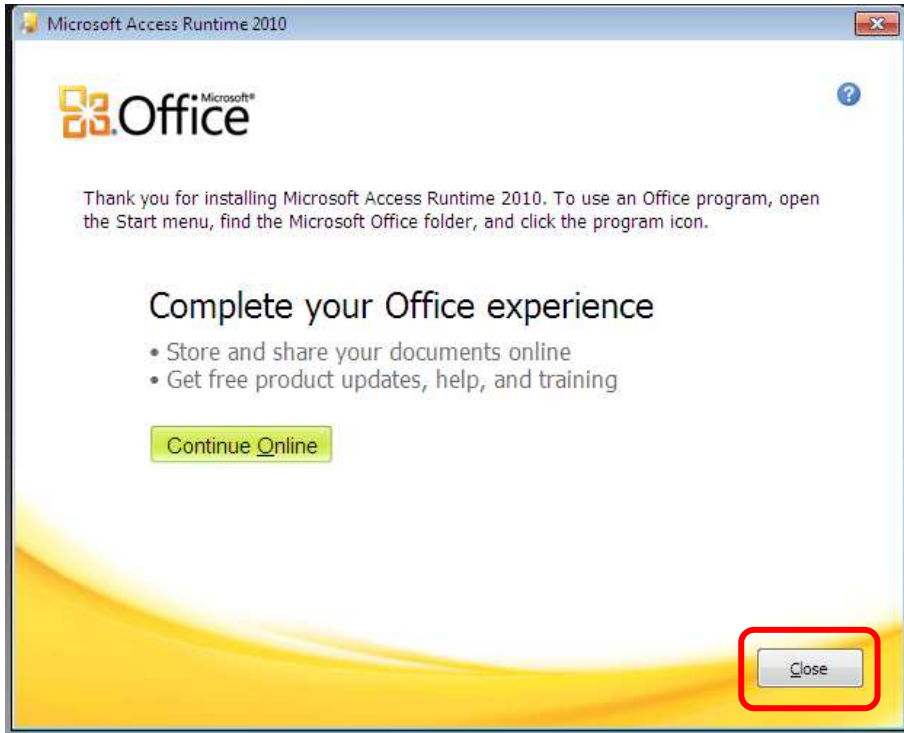 Microsoft Access Runtime 2010
Microsoft®
Office
Thank you for installing Microsoft Access Runtime 2010. To use an Office program, open
the Start menu, find the Microsoft Office folder, and click the program icon.
Complete your Office experience
• Store and share your documents online
• Get free product updates, help, and training
Continue Online
Close